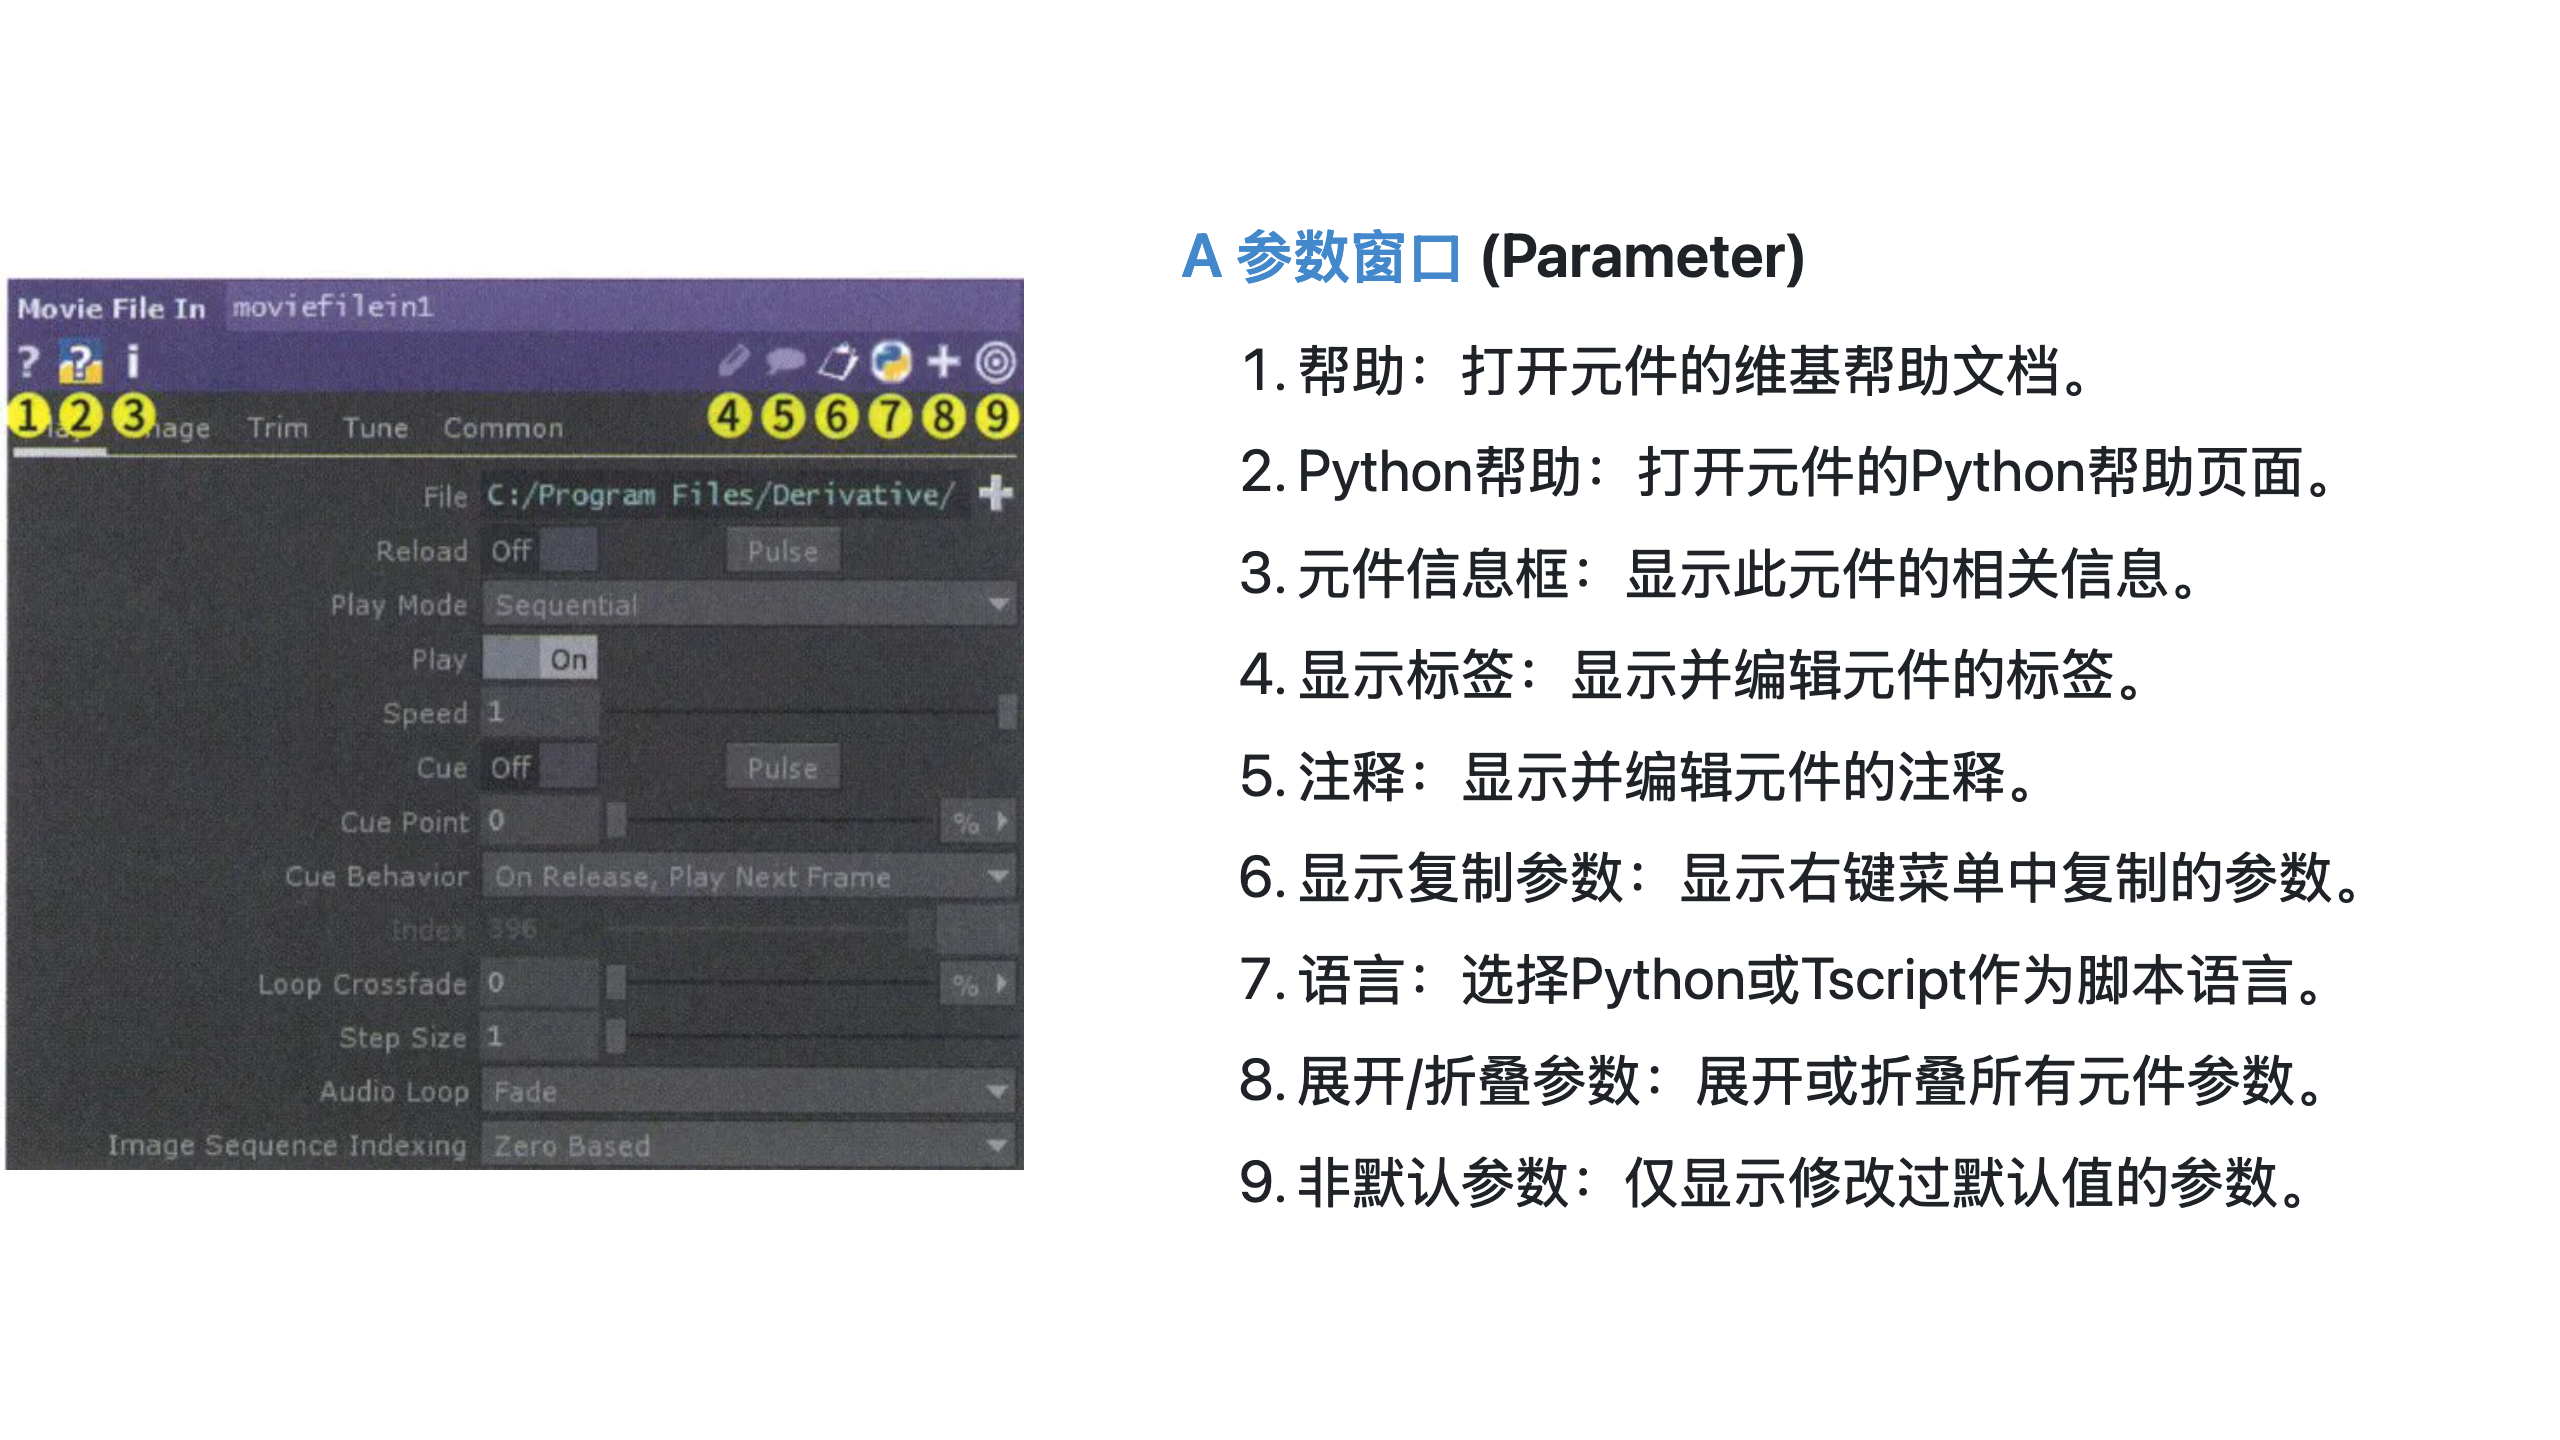 Movie File In moviefilein1
? ? i
1 2 3 4 5 6 7 8 9
Trim Tune Common
File C:/Program Files/Derivative/
Reload Off Pulse
Play Mode Sequential
Play On
Speed 1
Cue Off Pulse
Cue Point 0 %
Cue Behavior On Release, Play Next Frame
Index 396
Loop Crossfade 0 %
Step Size 1
Audio Loop Fade
Image Sequence Indexing Zero Based
A 参数窗口 (Parameter)
1. 帮助：打开元件的维基帮助文档。
2. Python帮助：打开元件的Python帮助页面。
3. 元件信息框：显示此元件的相关信息。
4. 显示标签：显示并编辑元件的标签。
5. 注释：显示并编辑元件的注释。
6. 显示复制参数：显示右键菜单中复制的参数。
7. 语言：选择Python或Tscript作为脚本语言。
8. 展开/折叠参数：展开或折叠所有元件参数。
9. 非默认参数：仅显示修改过默认值的参数。